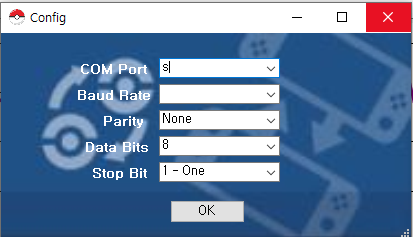 Config
COM Port s
Baud Rate
Parity None
Data Bits 8
Stop Bit 1 - One
OK